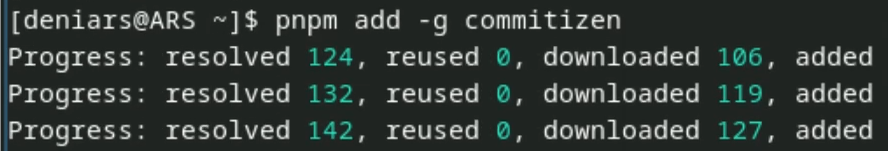 [deniars@ARS ~]$ pnpm add -g commitizen
Progress: resolved 124, reused 0, downloaded 106, added
Progress: resolved 132, reused 0, downloaded 119, added
Progress: resolved 142, reused 0, downloaded 127, added